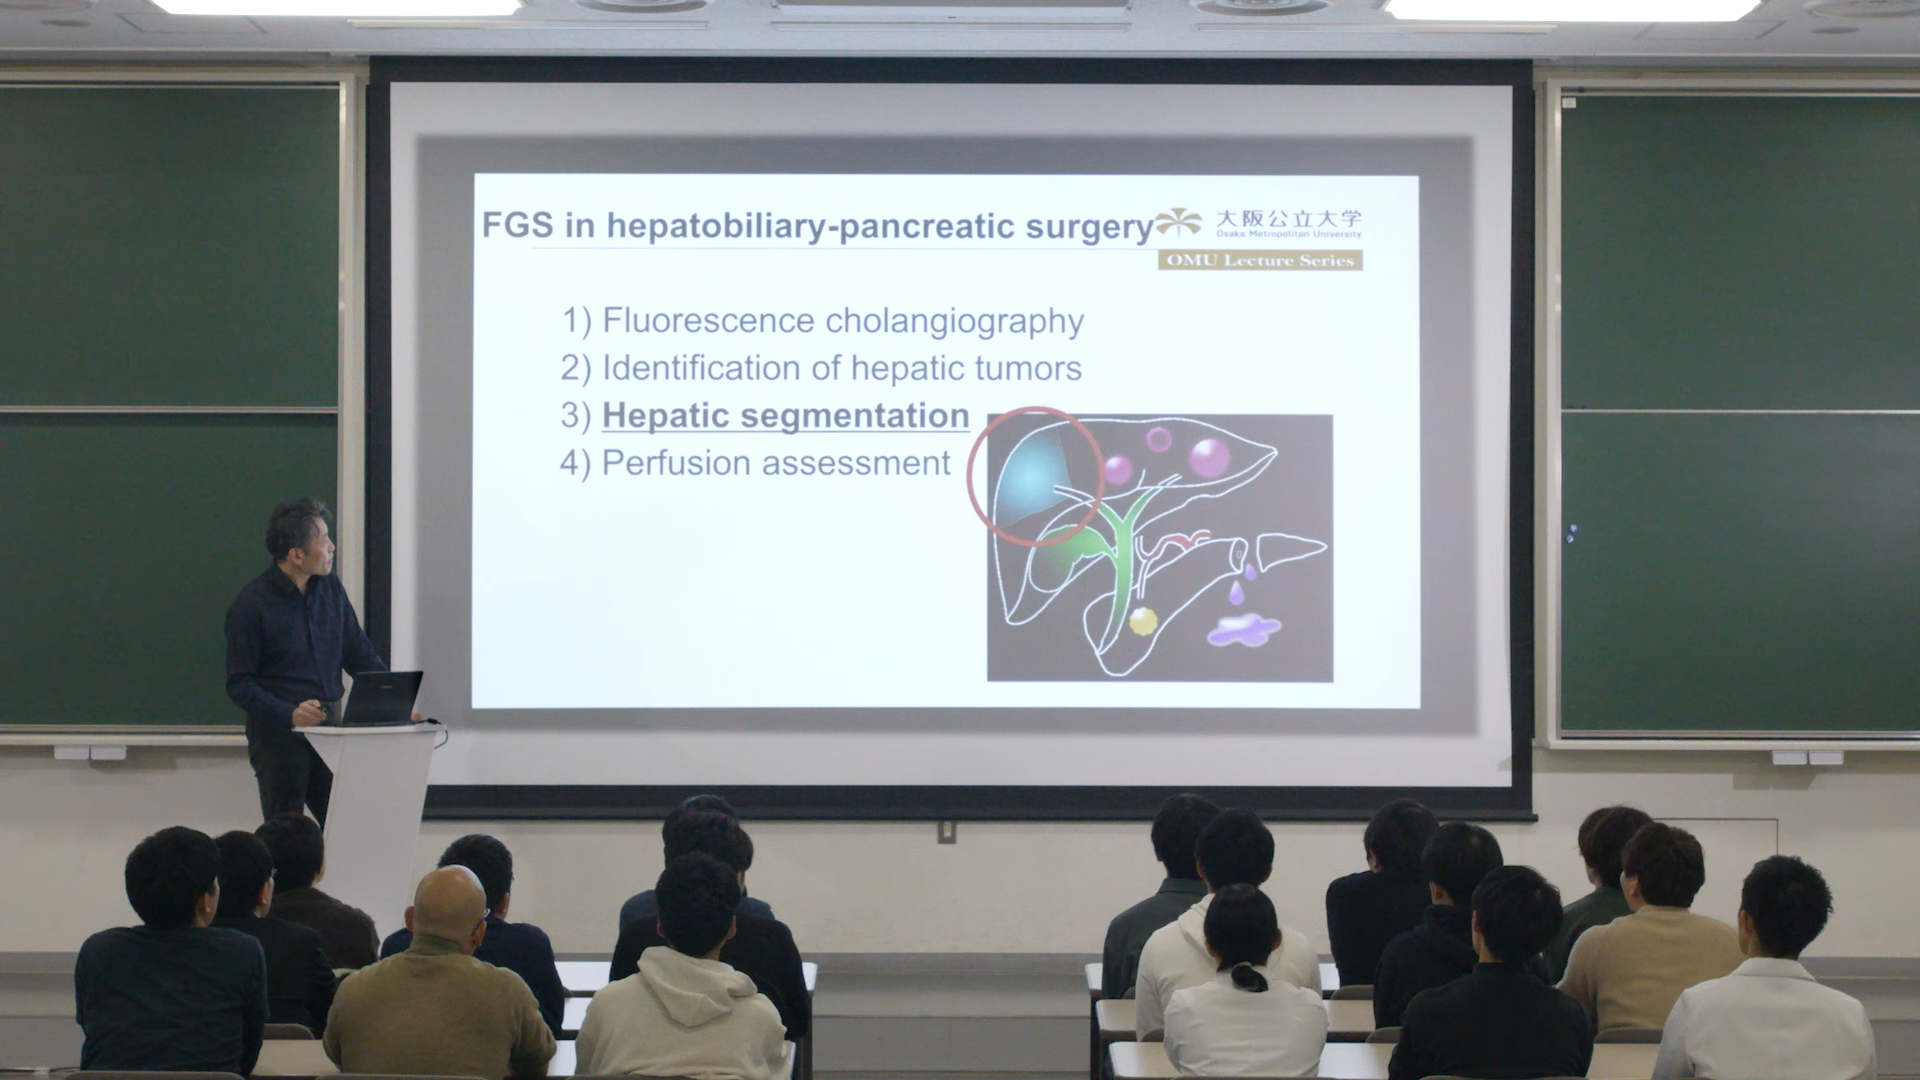 FGS in hepatobiliary-pancreatic surgery
大阪公立大学
Osaka Metropolitan University
OMU Lecture Series
1) Fluorescence cholangiography
2) Identification of hepatic tumors
3) Hepatic segmentation
4) Perfusion assessment